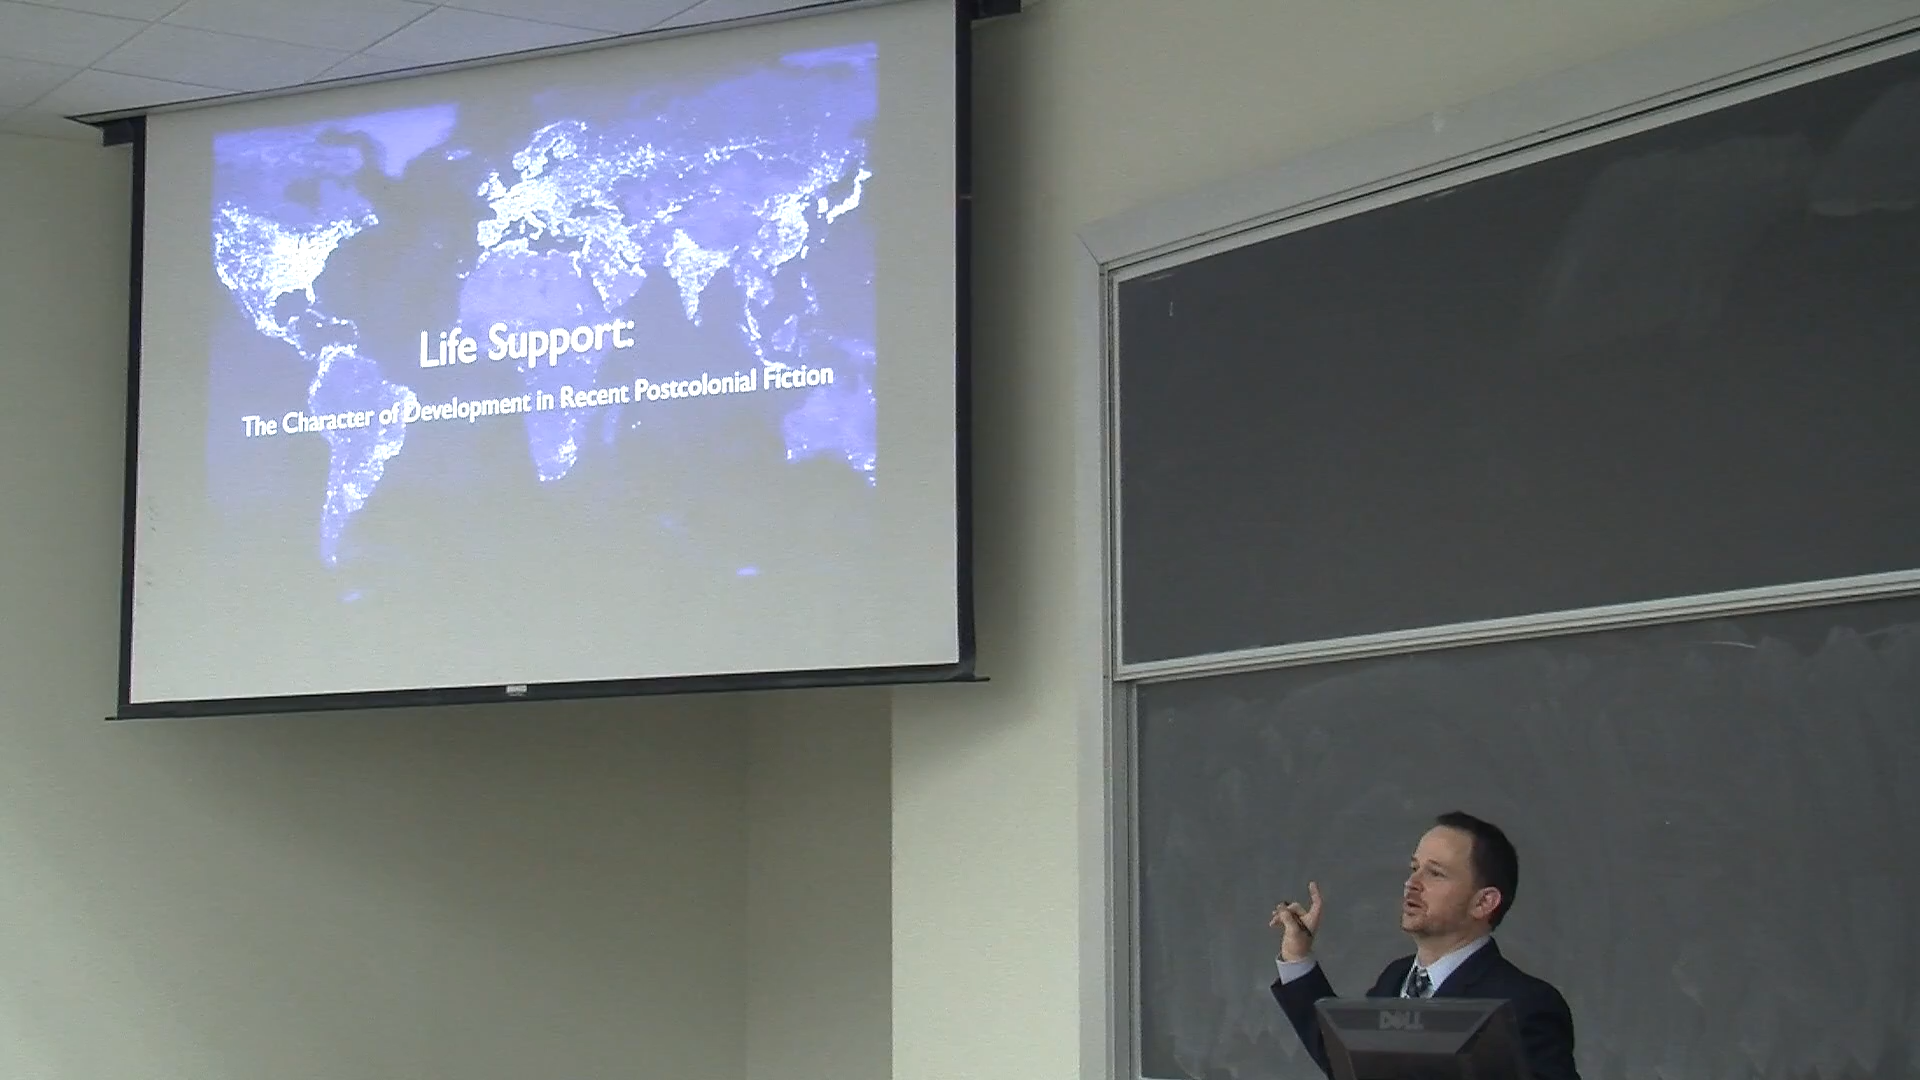 Life Support:
The Character of Development in Recent Postcolonial Fiction
DELL